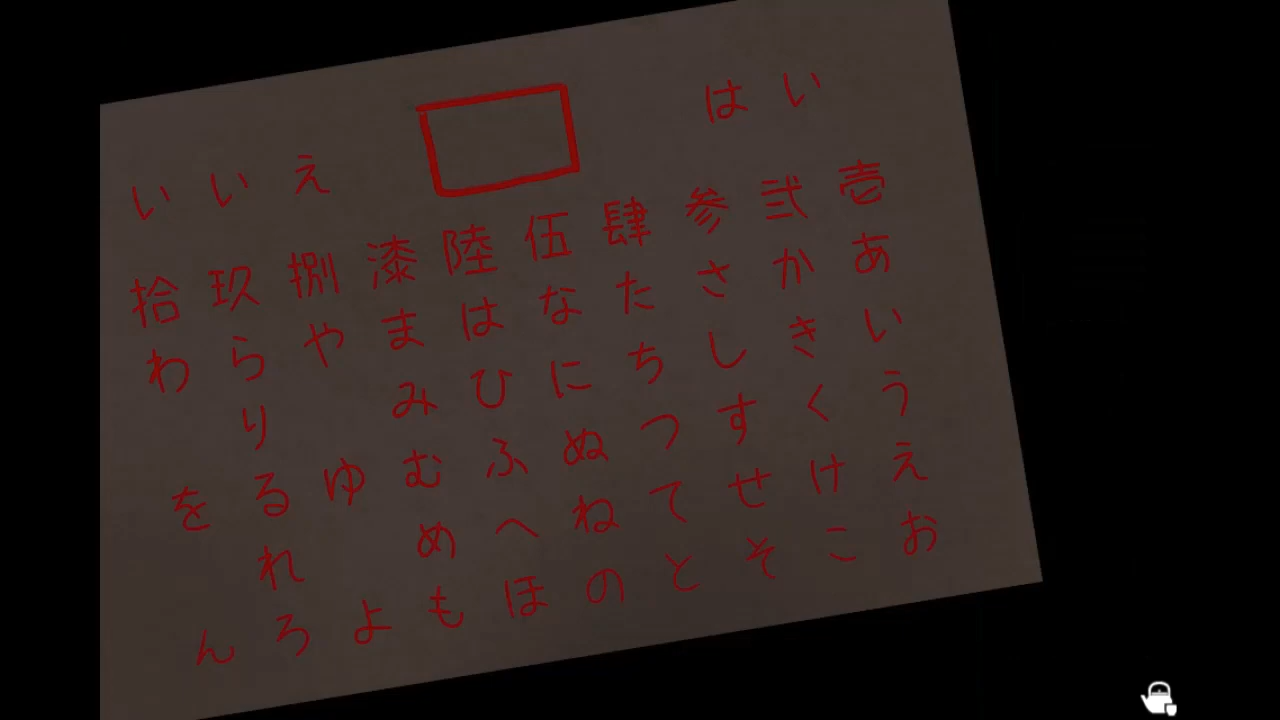 いいえ はい
拾玖捌漆陸伍肆参弐壱
わらやまはなたさかあ
りみひにちしきい
をるゆむふぬつすくう
れめへねてせけえ
んろよもほのとそこお